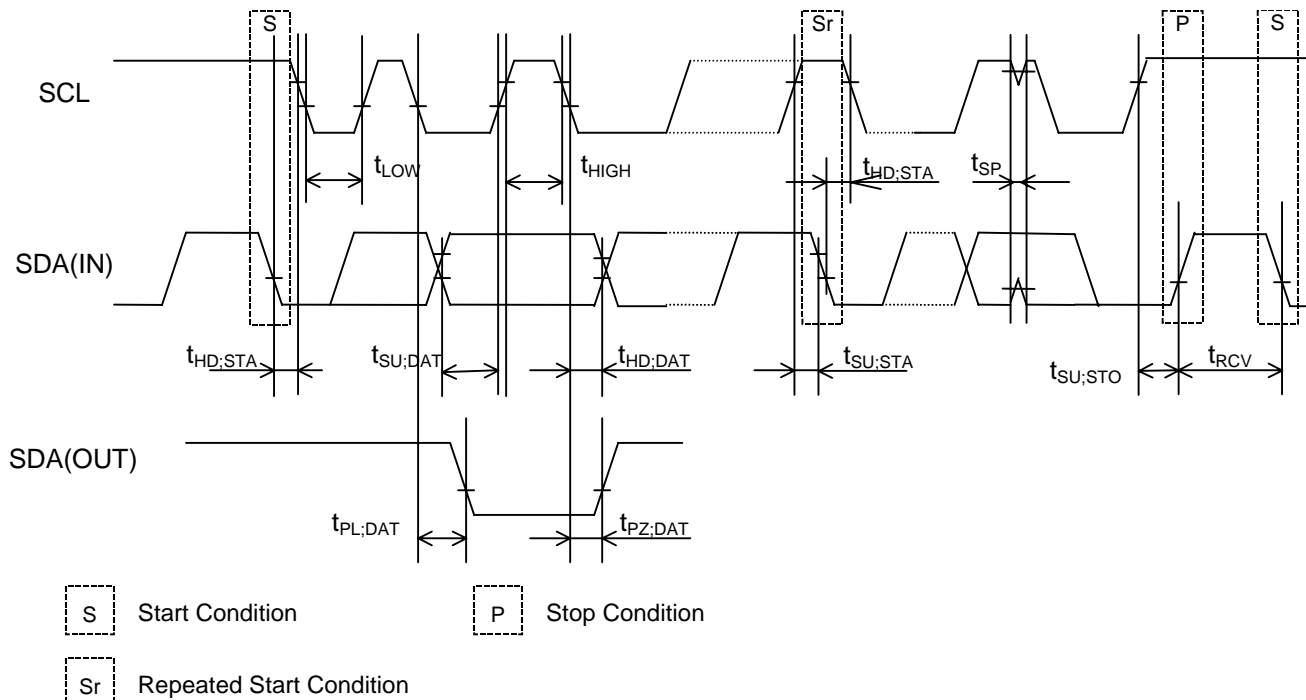 S Sr P S
SCL
tLOW tHIGH tHD;STA tSP
SDA(IN)
tHD;STA tSU;DAT tHD;DAT tSU;STA tSU;STO tRCV
SDA(OUT)
tPL;DAT tPZ;DAT
S Start Condition P Stop Condition
Sr Repeated Start Condition